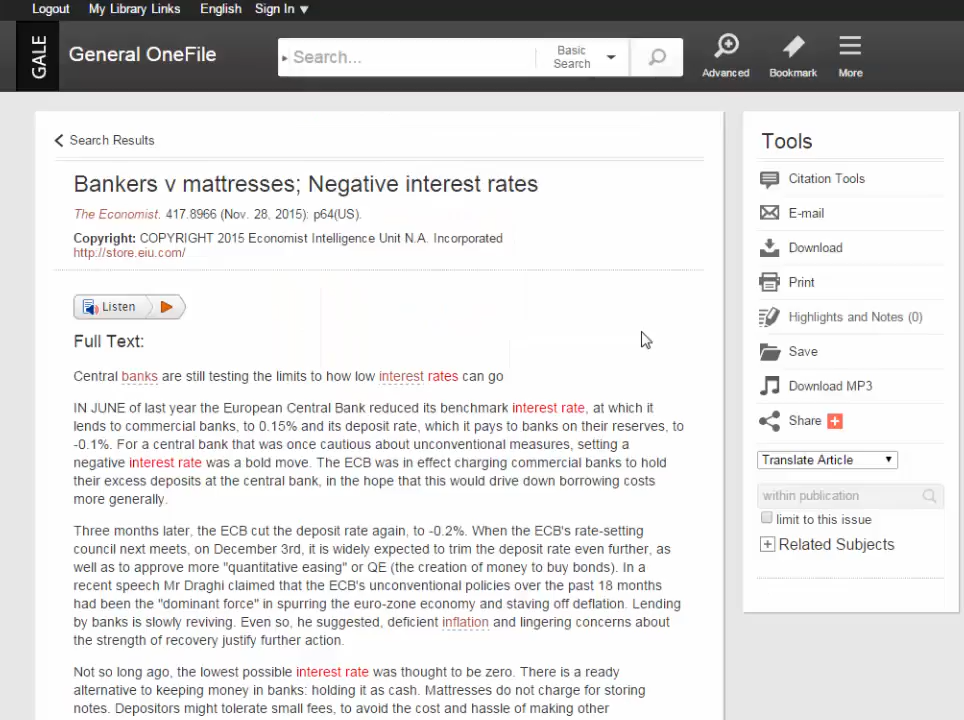 Logout My Library Links English Sign In ▼
GALE General OneFile
Search... Basic Search
Advanced Bookmark More
Search Results
Bankers v mattresses; Negative interest rates
The Economist. 417.8966 (Nov. 28, 2015): p64(US).
Copyright: COPYRIGHT 2015 Economist Intelligence Unit N.A. Incorporated
http://store.eiu.com/
Listen
Full Text:
Central banks are still testing the limits to how low interest rates can go
IN JUNE of last year the European Central Bank reduced its benchmark interest rate, at which it
lends to commercial banks, to 0.15% and its deposit rate, which it pays to banks on their reserves, to
-0.1%. For a central bank that was once cautious about unconventional measures, setting a
negative interest rate was a bold move. The ECB was in effect charging commercial banks to hold
their excess deposits at the central bank, in the hope that this would drive down borrowing costs
more generally.
Three months later, the ECB cut the deposit rate again, to -0.2%. When the ECB's rate-setting
council next meets, on December 3rd, it is widely expected to trim the deposit rate even further, as
well as to approve more "quantitative easing" or QE (the creation of money to buy bonds). In a
recent speech Mr Draghi claimed that the ECB's unconventional policies over the past 18 months
had been the "dominant force" in spurring the euro-zone economy and staving off deflation. Lending
by banks is slowly reviving. Even so, he suggested, deficient inflation and lingering concerns about
the strength of recovery justify further action.
Not so long ago, the lowest possible interest rate was thought to be zero. There is a ready
alternative to keeping money in banks: holding it as cash. Mattresses do not charge for storing
notes. Depositors might tolerate small fees, to avoid the cost and hassle of making other
Tools
Citation Tools
E-mail
Download
Print
Highlights and Notes (0)
Save
Download MP3
Share
Translate Article
within publication
limit to this issue
Related Subjects